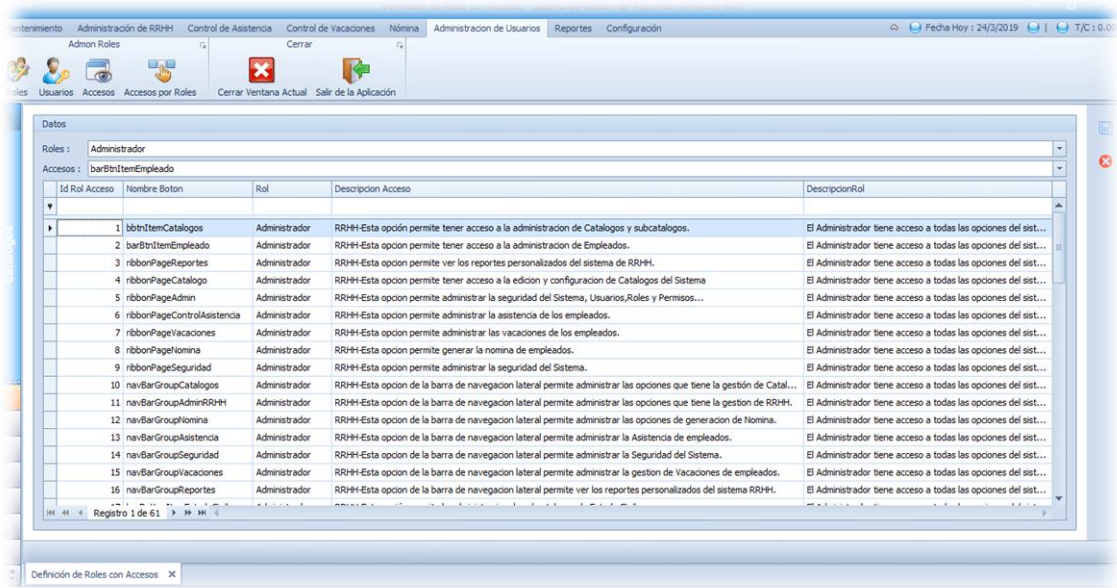 Administración de RRHH Control de Asistencia Control de Vacaciones Nómina Administracion de Usuarios Reportes Configuración Fecha Hoy : 24/3/2019 | T/C : 0.00
Admon Roles Cerrar
Usuarios Accesos Accesos por Roles Cerrar Ventana Actual Salir de la Aplicación
Datos
Roles : Administrador
Accesos : barBtnItemEmpleado
Id Rol Acceso Nombre Boton Rol Descripcion Acceso DescripcionRol
1 bbtnItemCatalogos Administrador RRHH-Esta opción permite tener acceso a la administracion de Catalogos y subcatalogos. El Administrador tiene acceso a todas las opciones del sist...
2 barBtnItemEmpleado Administrador RRHH-Esta opcion permite tener acceso a la administracion de Empleados. El Administrador tiene acceso a todas las opciones del sist...
3 ribbonPageReportes Administrador RRHH-Esta opcion permite ver los reportes personalizados del sistema de RRHH. El Administrador tiene acceso a todas las opciones del sist...
4 ribbonPageCatalogo Administrador RRHH-Esta opcion permite tener acceso a la edicion y configuracion de Catalogos del Sistema El Administrador tiene acceso a todas las opciones del sist...
5 ribbonPageAdmin Administrador RRHH-Esta opcion permite administrar la seguridad del Sistema, Usuarios,Roles y Permisos... El Administrador tiene acceso a todas las opciones del sist...
6 ribbonPageControlAsistencia Administrador RRHH-Esta opcion permite administrar la asistencia de los empleados. El Administrador tiene acceso a todas las opciones del sist...
7 ribbonPageVacaciones Administrador RRHH-Esta opcion permite administrar las vacaciones de los empleados. El Administrador tiene acceso a todas las opciones del sist...
8 ribbonPageNomina Administrador RRHH-Esta opcion permite generar la nomina de empleados. El Administrador tiene acceso a todas las opciones del sist...
9 ribbonPageSeguridad Administrador RRHH-Esta opcion permite administrar la seguridad del Sistema. El Administrador tiene acceso a todas las opciones del sist...
10 navBarGroupCatalogos Administrador RRHH-Esta opcion de la barra de navegacion lateral permite administrar las opciones que tiene la gestión de Catal... El Administrador tiene acceso a todas las opciones del sist...
11 navBarGroupAdminRRHH Administrador RRHH-Esta opcion de la barra de navegacion lateral permite administrar las opciones que tiene la gestion de RRHH. El Administrador tiene acceso a todas las opciones del sist...
12 navBarGroupNomina Administrador RRHH-Esta opcion de la barra de navegacion lateral permite administrar las opciones de generacion de Nomina. El Administrador tiene acceso a todas las opciones del sist...
13 navBarGroupAsistencia Administrador RRHH-Esta opcion de la barra de navegacion lateral permite administrar la Asistencia de empleados. El Administrador tiene acceso a todas las opciones del sist...
14 navBarGroupSeguridad Administrador RRHH-Esta opcion de la barra de navegacion lateral permite administrar la Seguridad del Sistema. El Administrador tiene acceso a todas las opciones del sist...
15 navBarGroupVacaciones Administrador RRHH-Esta opcion de la barra de navegacion lateral permite administrar la gestion de Vacaciones de empleados. El Administrador tiene acceso a todas las opciones del sist...
16 navBarGroupReportes Administrador RRHH-Esta opcion de la barra de navegacion lateral permite ver los reportes personalizados del sistema RRHH. El Administrador tiene acceso a todas las opciones del sist...
Registro 1 de 61
Catalogos
Definición de Roles con Accesos